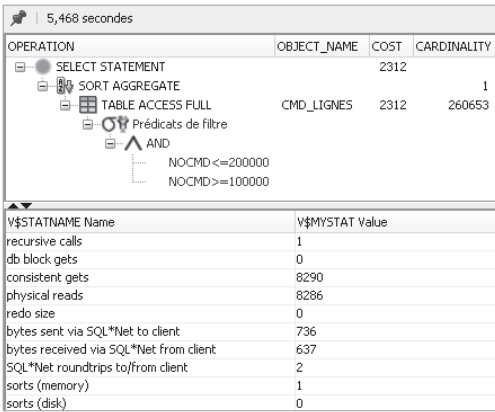 5,468 secondes
OPERATION OBJECT_NAME COST CARDINALITY
SELECT STATEMENT 2312
SORT AGGREGATE 1
TABLE ACCESS FULL CMD_LIGNES 2312 260653
Prédicats de filtre
AND
NOCMD<=200000
NOCMD>=100000
V$STATNAME Name V$MYSTAT Value
recursive calls 1
db block gets 0
consistent gets 8290
physical reads 8286
redo size 0
bytes sent via SQL*Net to client 736
bytes received via SQL*Net from client 637
SQL*Net roundtrips to/from client 2
sorts (memory) 1
sorts (disk) 0